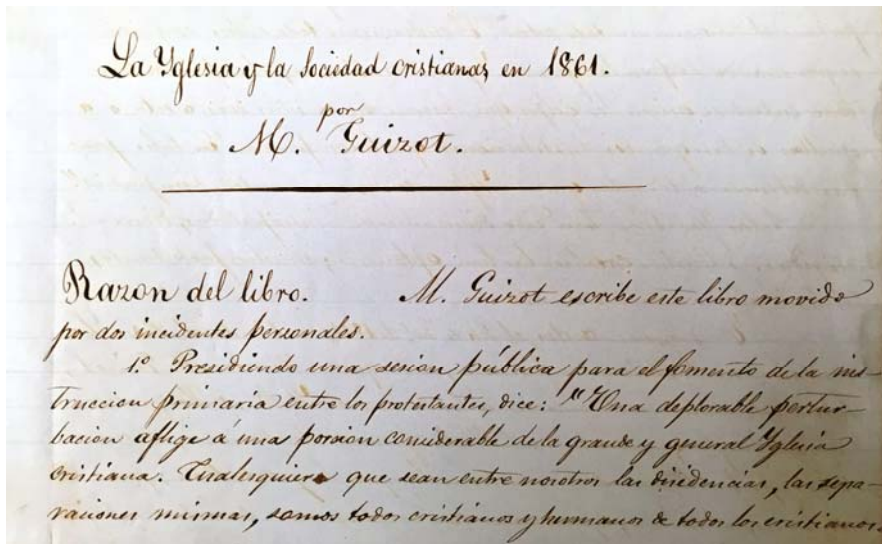 La Yglesia y la Sociedad cristianas en 1861.
por
M. Guizot.
Razon del libro. M. Guizot escribe este libro movido
por dos incidentes personales.
1.º Presidiendo una sesion pública para el fomento de la ins-
truccion primaria entre los protestantes, dice: "Una deplorable pertur-
bacion aflige á una porsion considerable de la grande y general Yglesia
cristiana. Cualesquiera que sean entre nosotros las disidencias, las sepa-
raciones mismas, somos todos cristianos y hermanos de todos los cristianos.